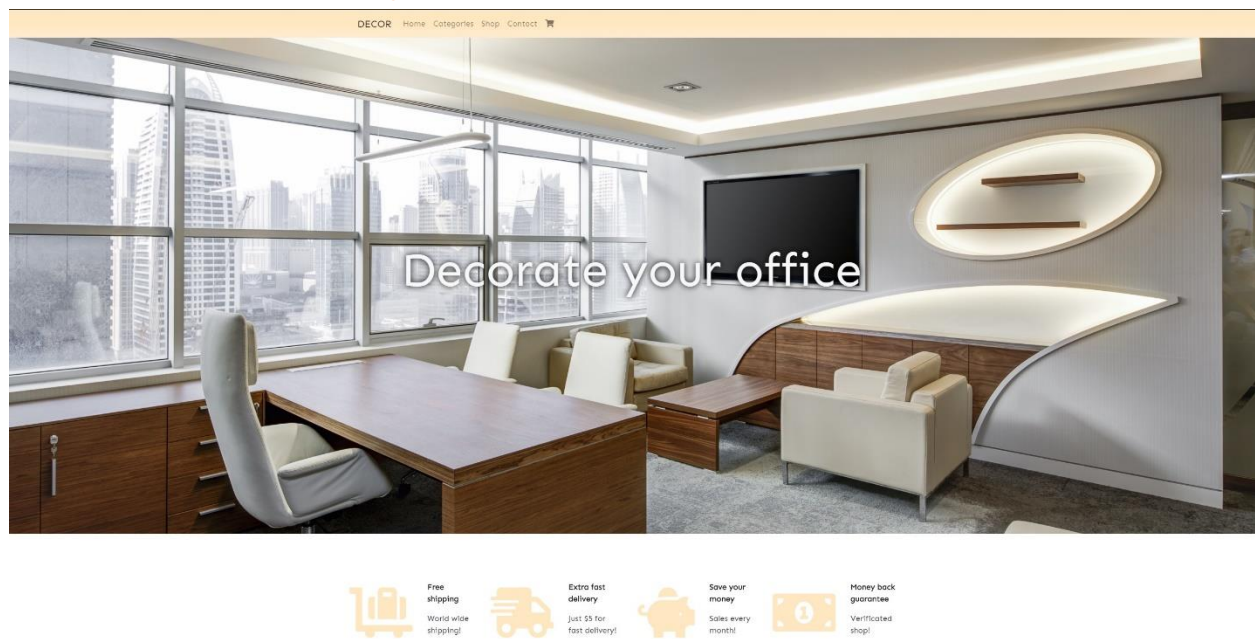 DECOR Home Categories Shop Contact
Decorate your office
Free
shipping
World wide
shipping!
Extra fast
delivery
Just $5 for
fast delivery!
Save your
money
Sales every
month!
1
Money back
guarantee
Verificated
shop!